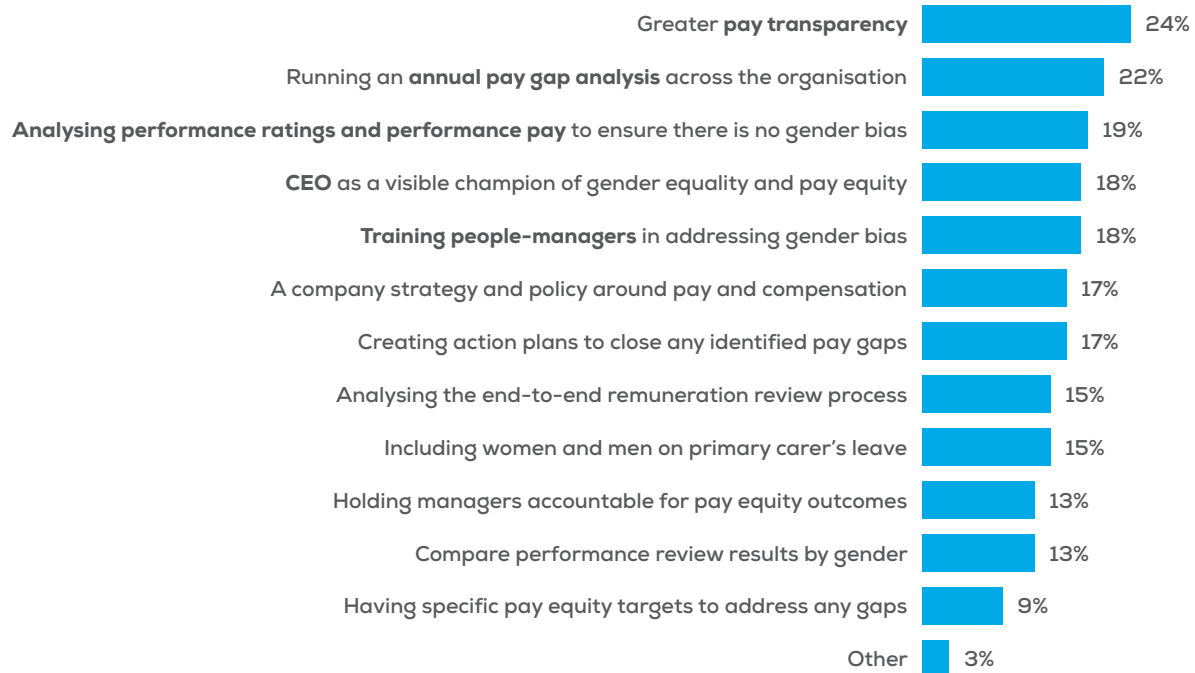 Greater pay transparency 24%
Running an annual pay gap analysis across the organisation 22%
Analysing performance ratings and performance pay to ensure there is no gender bias 19%
CEO as a visible champion of gender equality and pay equity 18%
Training people-managers in addressing gender bias 18%
A company strategy and policy around pay and compensation 17%
Creating action plans to close any identified pay gaps 17%
Analysing the end-to-end remuneration review process 15%
Including women and men on primary carer’s leave 15%
Holding managers accountable for pay equity outcomes 13%
Compare performance review results by gender 13%
Having specific pay equity targets to address any gaps 9%
Other 3%